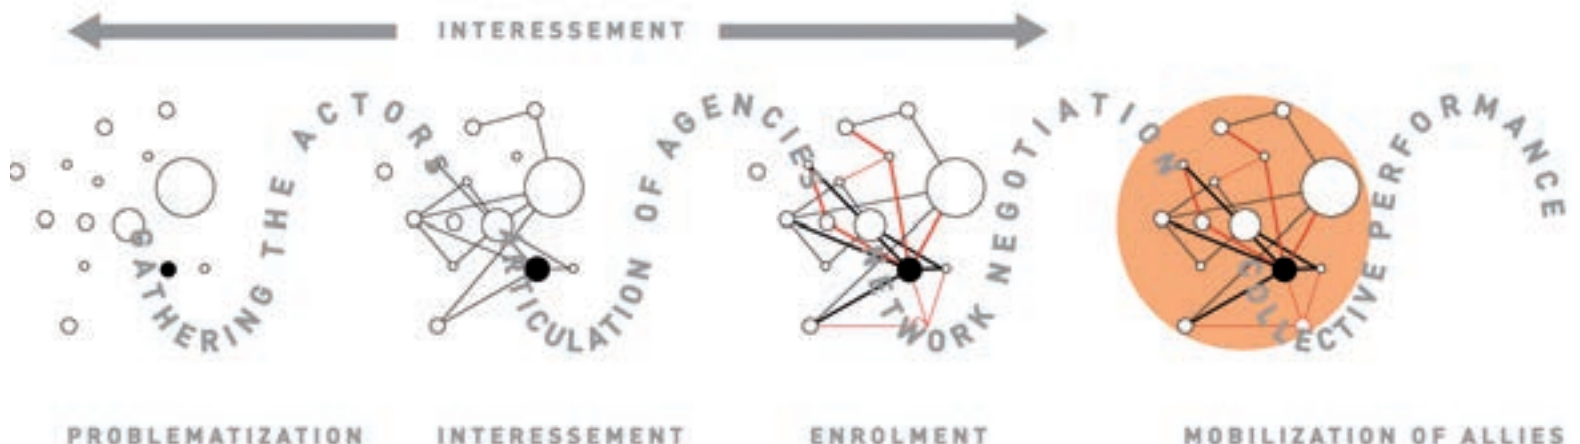 INTERESSEMENT
GATHERING THE ACTORS
ARTICULATION OF AGENCIES
NETWORK NEGOTIATION
COLLECTIVE PERFORMANCE
PROBLEMATIZATION
INTERESSEMENT
ENROLMENT
MOBILIZATION OF ALLIES